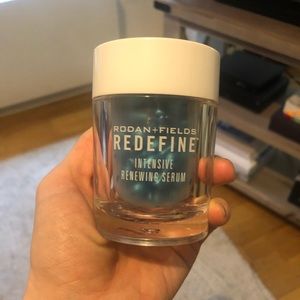 RODAN+FIELDS
REDEFINE
INTENSIVE
RENEWING SERUM